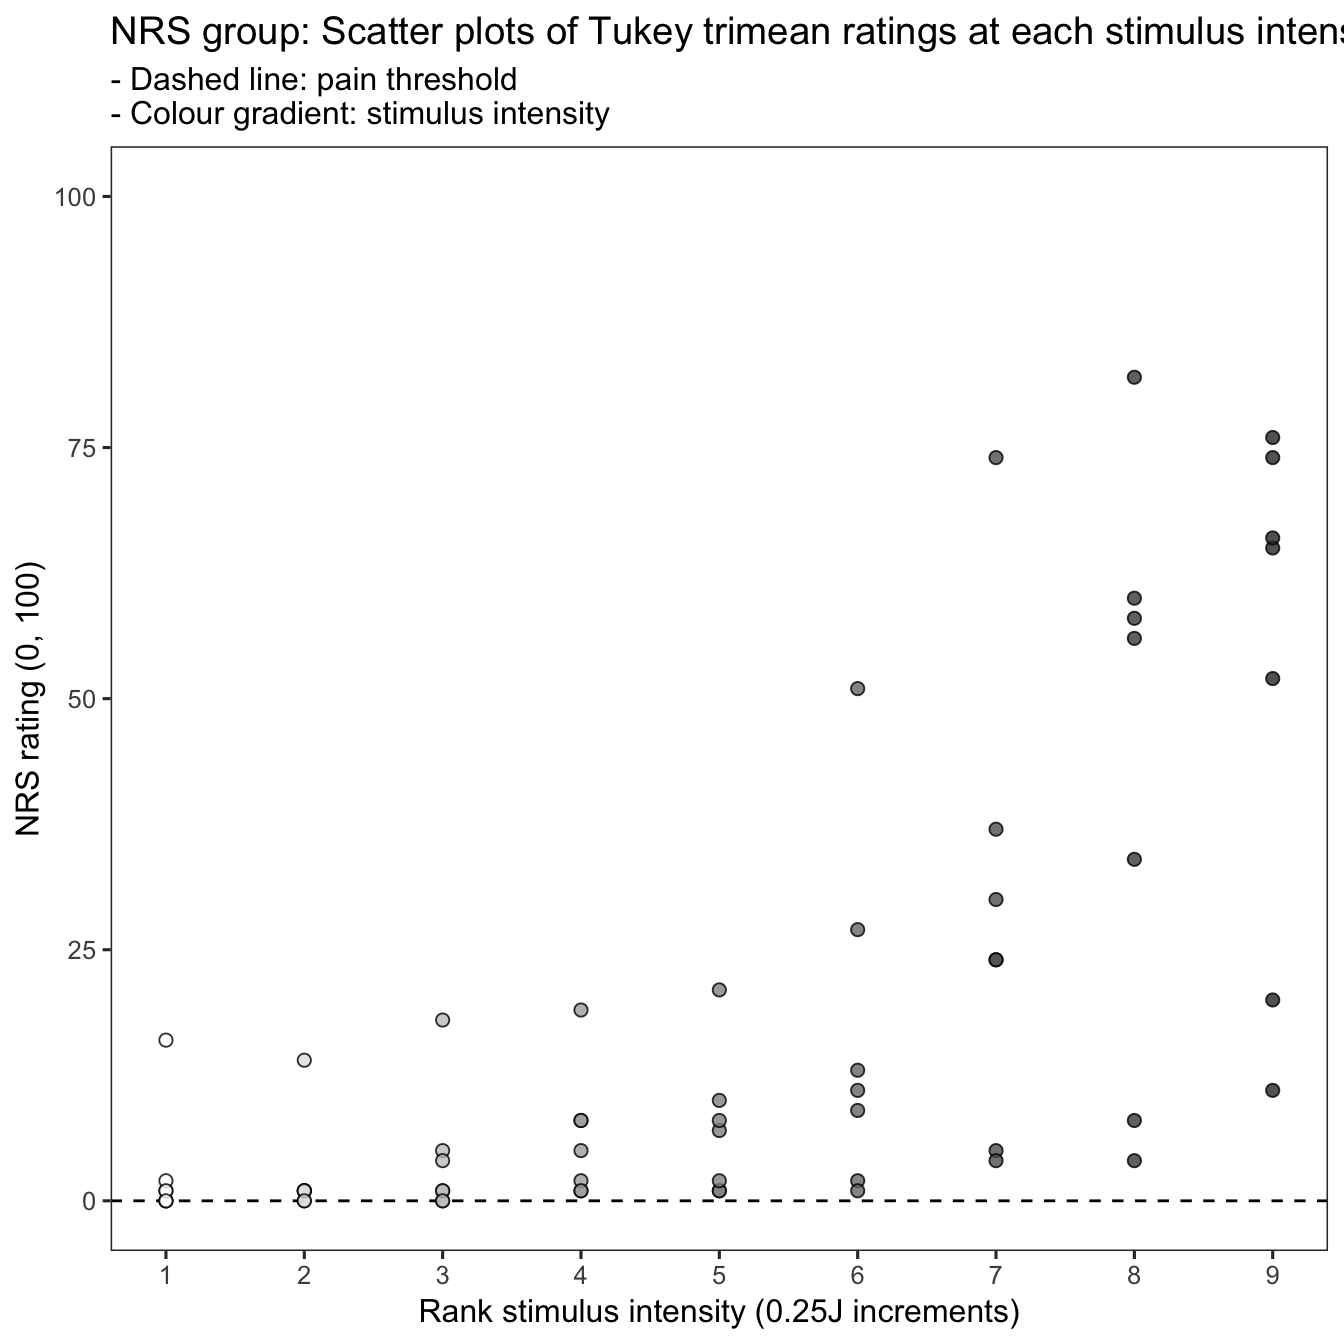 NRS group: Scatter plots of Tukey trimean ratings at each stimulus
- Dashed line: pain threshold
- Colour gradient: stimulus intensity
100
75
50
25
0
NRS rating (0, 100)
1 2 3 4 5 6 7 8 9
Rank stimulus intensity (0.25J increments)